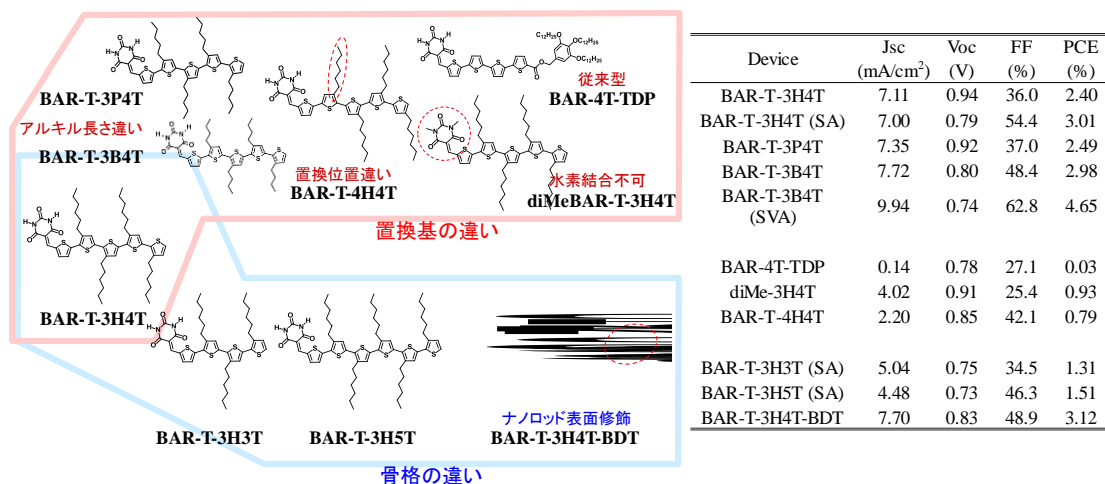 BAR-T-3P4T
アルキル長さ違い
BAR-T-3B4T
置換位置違い
BAR-T-4H4T
従来型
BAR-4T-TDP
水素結合不可
diMeBAR-T-3H4T
置換基の違い
BAR-T-3H4T
BAR-T-3H3T
BAR-T-3H5T
ナノロッド表面修飾
BAR-T-3H4T-BDT
骨格の違い
Device Jsc (mA/cm2) Voc (V) FF (%) PCE (%)
BAR-T-3H4T 7.11 0.94 36.0 2.40
BAR-T-3H4T (SA) 7.00 0.79 54.4 3.01
BAR-T-3P4T 7.35 0.92 37.0 2.49
BAR-T-3B4T 7.72 0.80 48.4 2.98
BAR-T-3B4T (SVA) 9.94 0.74 62.8 4.65
BAR-4T-TDP 0.14 0.78 27.1 0.03
diMe-3H4T 4.02 0.91 25.4 0.93
BAR-T-4H4T 2.20 0.85 42.1 0.79
BAR-T-3H3T (SA) 5.04 0.75 34.5 1.31
BAR-T-3H5T (SA) 4.48 0.73 46.3 1.51
BAR-T-3H4T-BDT 7.70 0.83 48.9 3.12